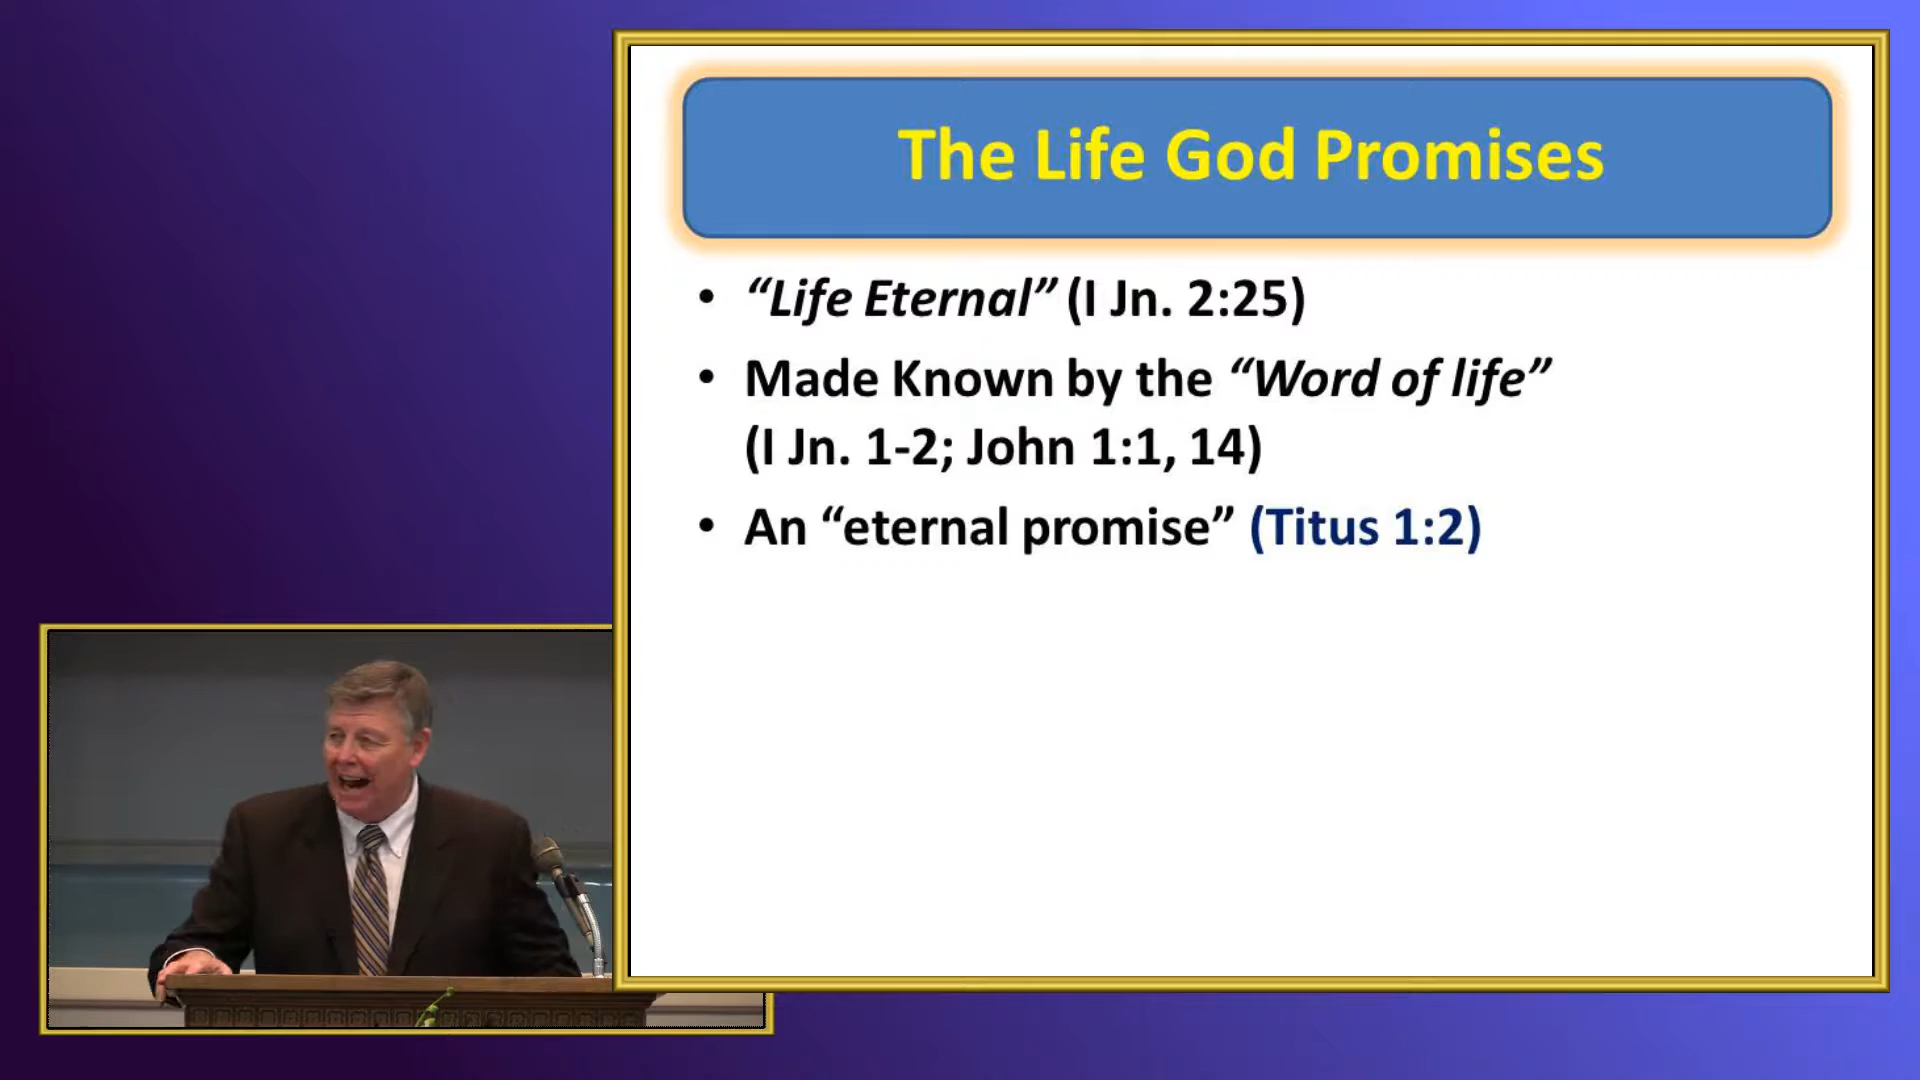 The Life God Promises
• “Life Eternal” (I Jn. 2:25)
• Made Known by the “Word of life”
(I Jn. 1-2; John 1:1, 14)
• An “eternal promise” (Titus 1:2)